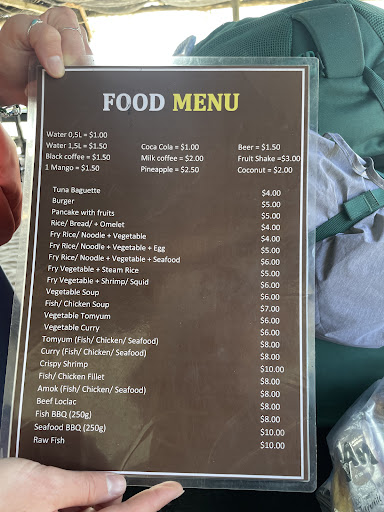 FOOD MENU
Water 0,5L = $1.00
Water 1,5L = $1.50 Coca Cola = $1.00 Beer = $1.50
Black coffee = $1.50 Milk coffee = $2.00 Fruit Shake =$3.00
1 Mango = $1.50 Pineapple = $2.50 Coconut = $2.00
Tuna Baguette $4.00
Burger $5.00
Pancake with fruits $5.00
Rice/ Bread/ + Omelet $4.00
Fry Rice/ Noodle + Vegetable $4.00
Fry Rice/ Noodle + Vegetable + Egg $5.00
Fry Rice/ Noodle + Vegetable + Seafood $6.00
Fry Vegetable + Steam Rice $5.00
Fry Vegetable + Shrimp/ Squid $6.00
Vegetable Soup $6.00
Fish/ Chicken Soup $7.00
Vegetable Tomyum $6.00
Vegetable Curry $6.00
Tomyum (Fish/ Chicken/ Seafood) $8.00
Curry (Fish/ Chicken/ Seafood) $8.00
Crispy Shrimp $10.00
Fish/ Chicken Fillet $8.00
Amok (Fish/ Chicken/ Seafood) $8.00
Beef Loclac $8.00
Fish BBQ (250g) $8.00
Seafood BBQ (250g) $10.00
Raw Fish $10.00